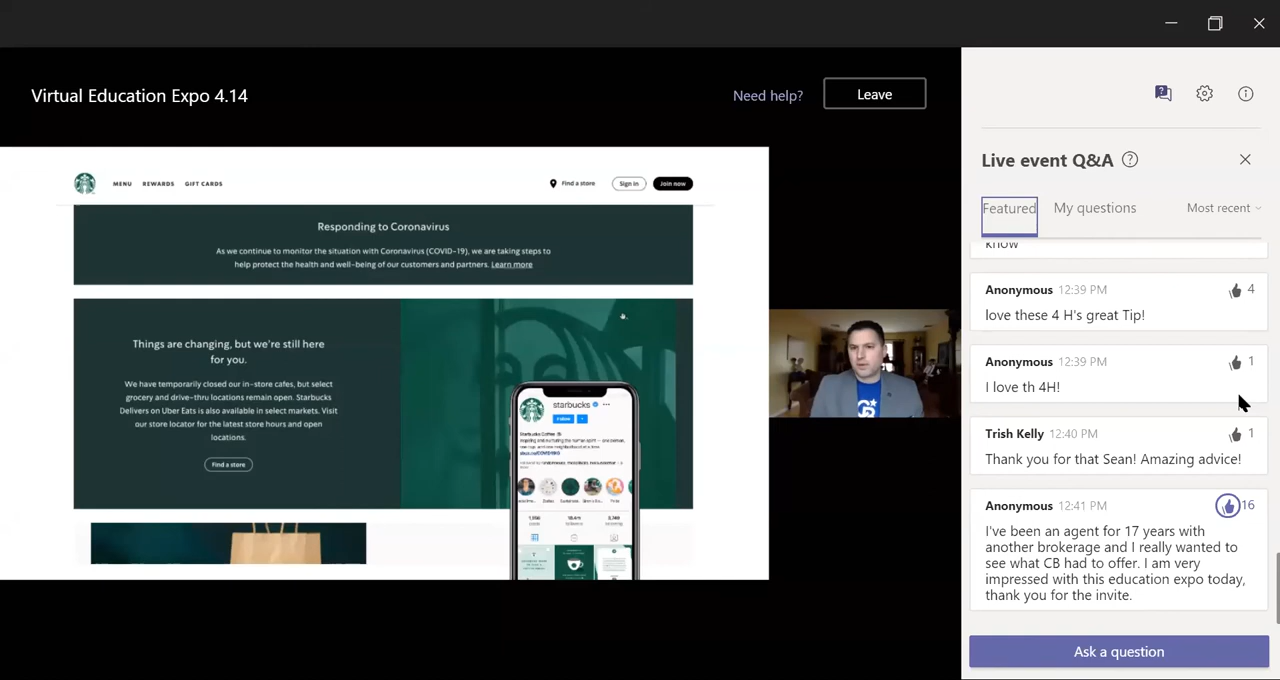 Virtual Education Expo 4.14
Need help?
Leave
MENU REWARDS GIFT CARDS
Find a store
Sign in
Join now
Responding to Coronavirus
As we continue to monitor the situation with Coronavirus (COVID-19), we are taking steps to
help protect the health and well-being of our customers and partners. Learn more
Things are changing, but we're still here
for you.
We have temporarily closed our in-store cafes, but select
grocery and drive-thru locations remain open. Starbucks
Delivers on Uber Eats is also available in select markets. Visit
our store locator for the latest store hours and open
locations.
Find a store
starbucks
Follow
Starbucks Coffee
Live event Q&A
Featured
My questions
Most recent
know
Anonymous 12:39 PM
4
love these 4 H's great Tip!
Anonymous 12:39 PM
1
I love th 4H!
Irish Kelly 12:40 PM
1
Thank you for that Sean! Amazing advice!
Anonymous 12:41 PM
16
I've been an agent for 17 years with
another brokerage and I really wanted to
see what CB had to offer. I am very
impressed with this education expo today,
thank you for the invite.
Ask a question